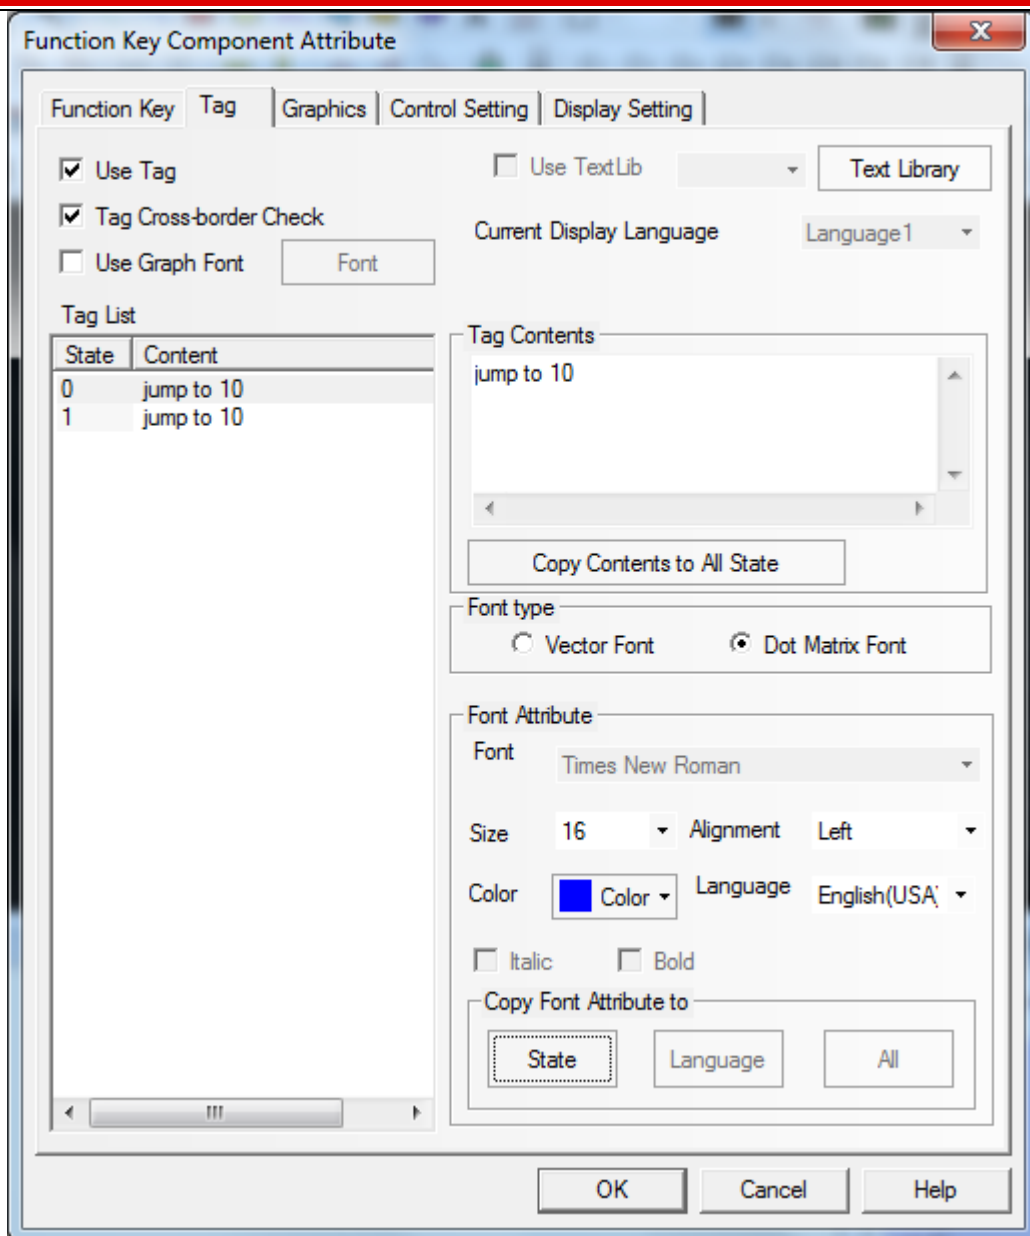 Function Key Component Attribute
Function Key Tag Graphics Control Setting Display Setting
Use Tag
Use TextLib
Text Library
Tag Cross-border Check
Current Display Language Language1
Use Graph Font Font
Tag List
State Content
0 jump to 10
1 jump to 10
Tag Contents
jump to 10
Copy Contents to All State
Font type
Vector Font Dot Matrix Font
Font Attribute
Font Times New Roman
Size 16 Alignment Left
Color Color Language English(USA)
Italic Bold
Copy Font Attribute to
State Language All
OK Cancel Help